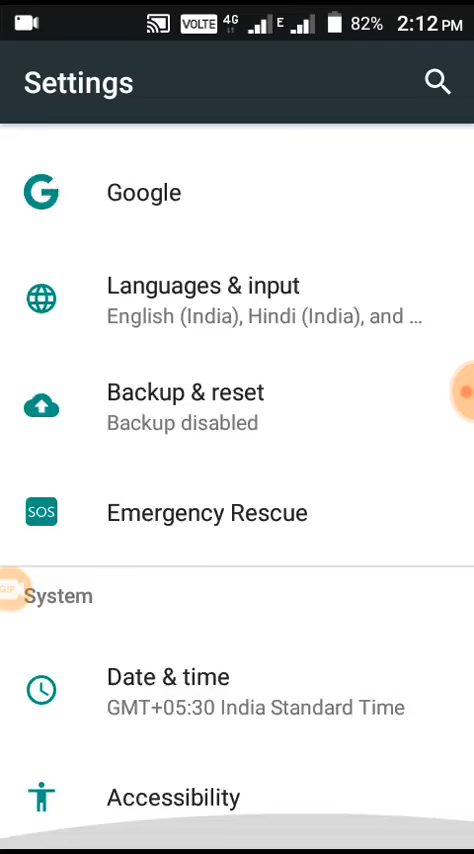 VOLTE 4G E 82% 2:12 PM
Settings
G
Google
Languages & input
English (India), Hindi (India), and ...
Backup & reset
Backup disabled
SOS
Emergency Rescue
GIF
System
Date & time
GMT+05:30 India Standard Time
Accessibility